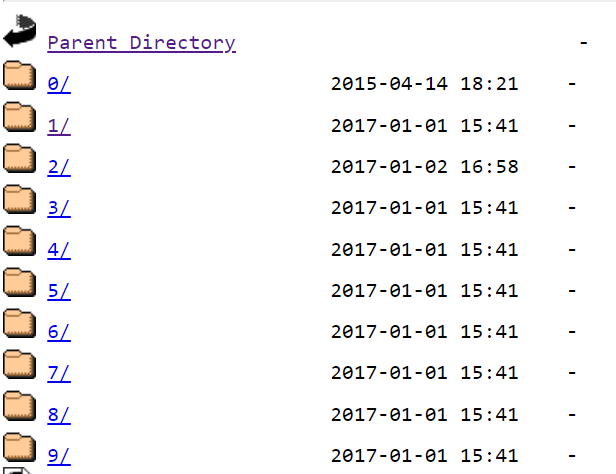 Parent Directory -
0/ 2015-04-14 18:21 -
1/ 2017-01-01 15:41 -
2/ 2017-01-02 16:58 -
3/ 2017-01-01 15:41 -
4/ 2017-01-01 15:41 -
5/ 2017-01-01 15:41 -
6/ 2017-01-01 15:41 -
7/ 2017-01-01 15:41 -
8/ 2017-01-01 15:41 -
9/ 2017-01-01 15:41 -